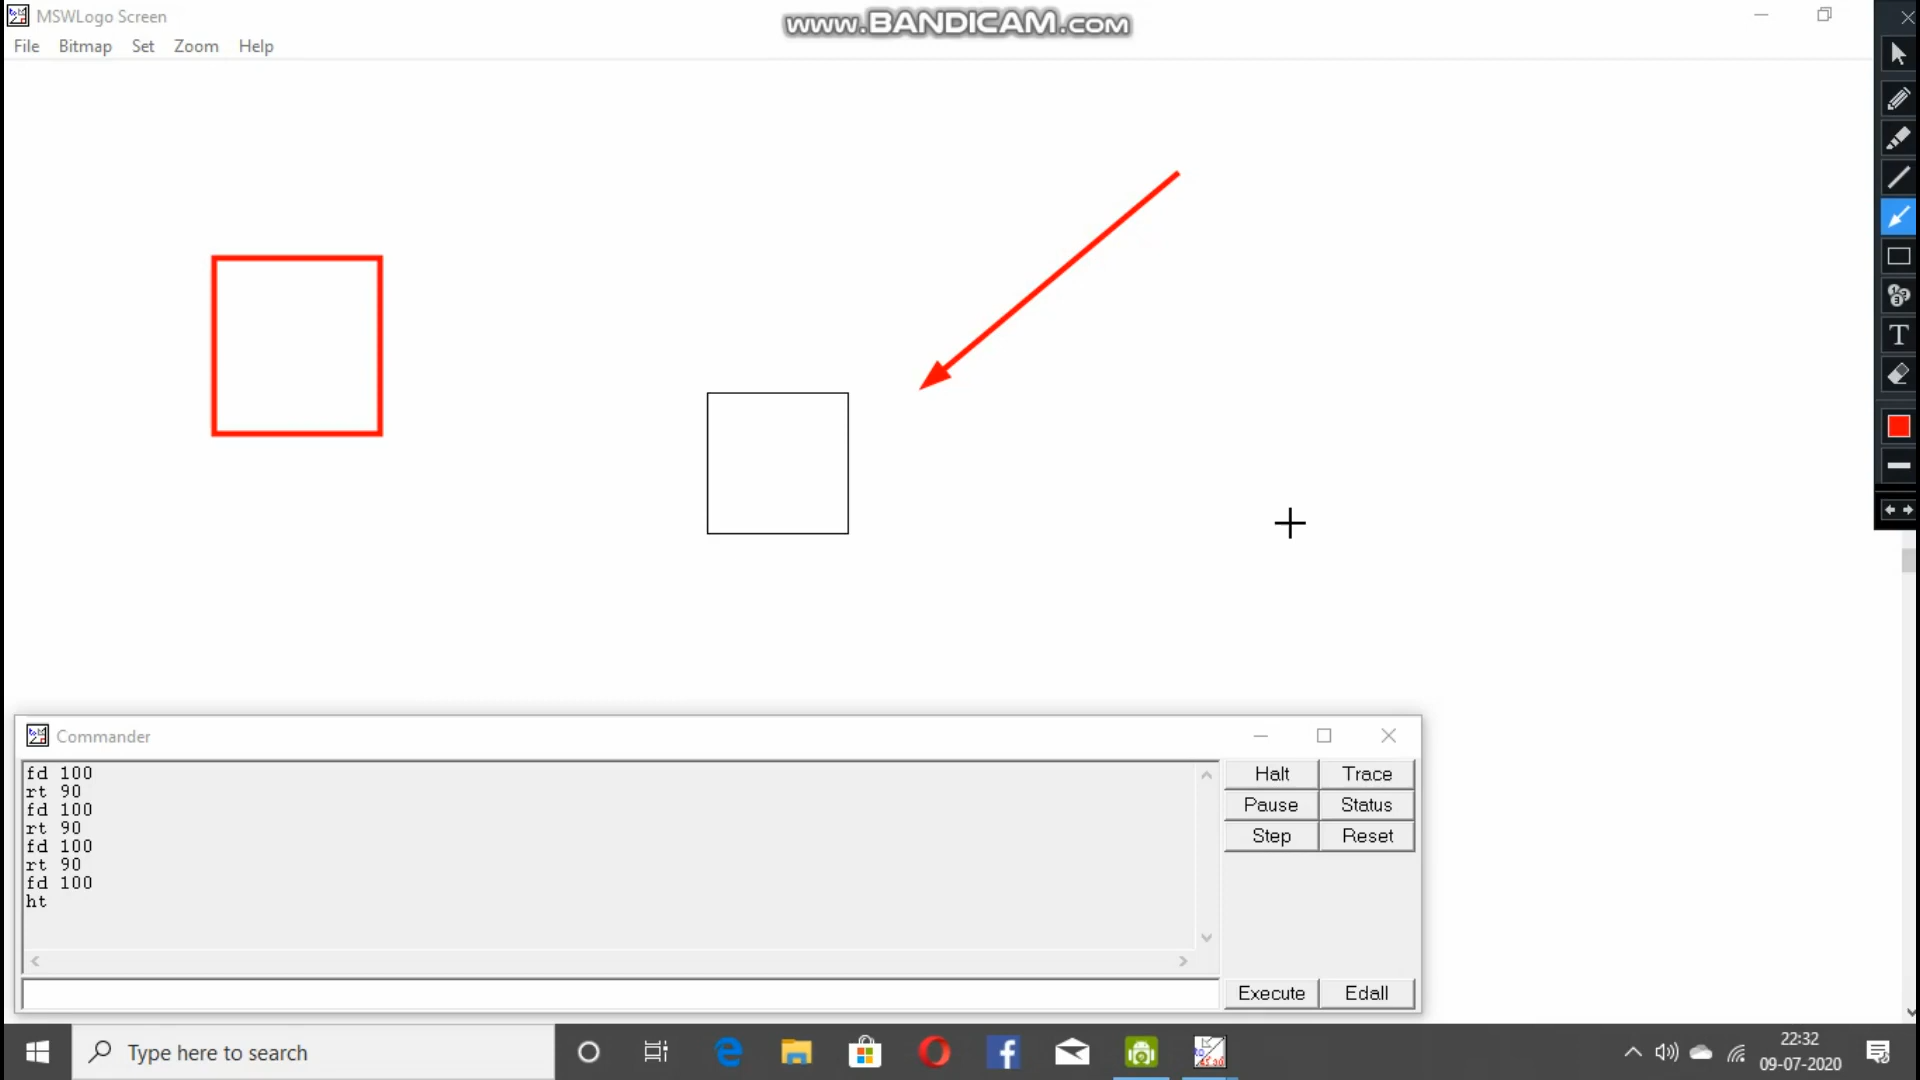 MSWLogo Screen
www.BANDICAM.com
File Bitmap Set Zoom Help
T
Commander
fd 100
rt 90
fd 100
rt 90
fd 100
rt 90
fd 100
ht
Halt Trace
Pause Status
Step Reset
Execute Edall
Type here to search
22:32
09-07-2020